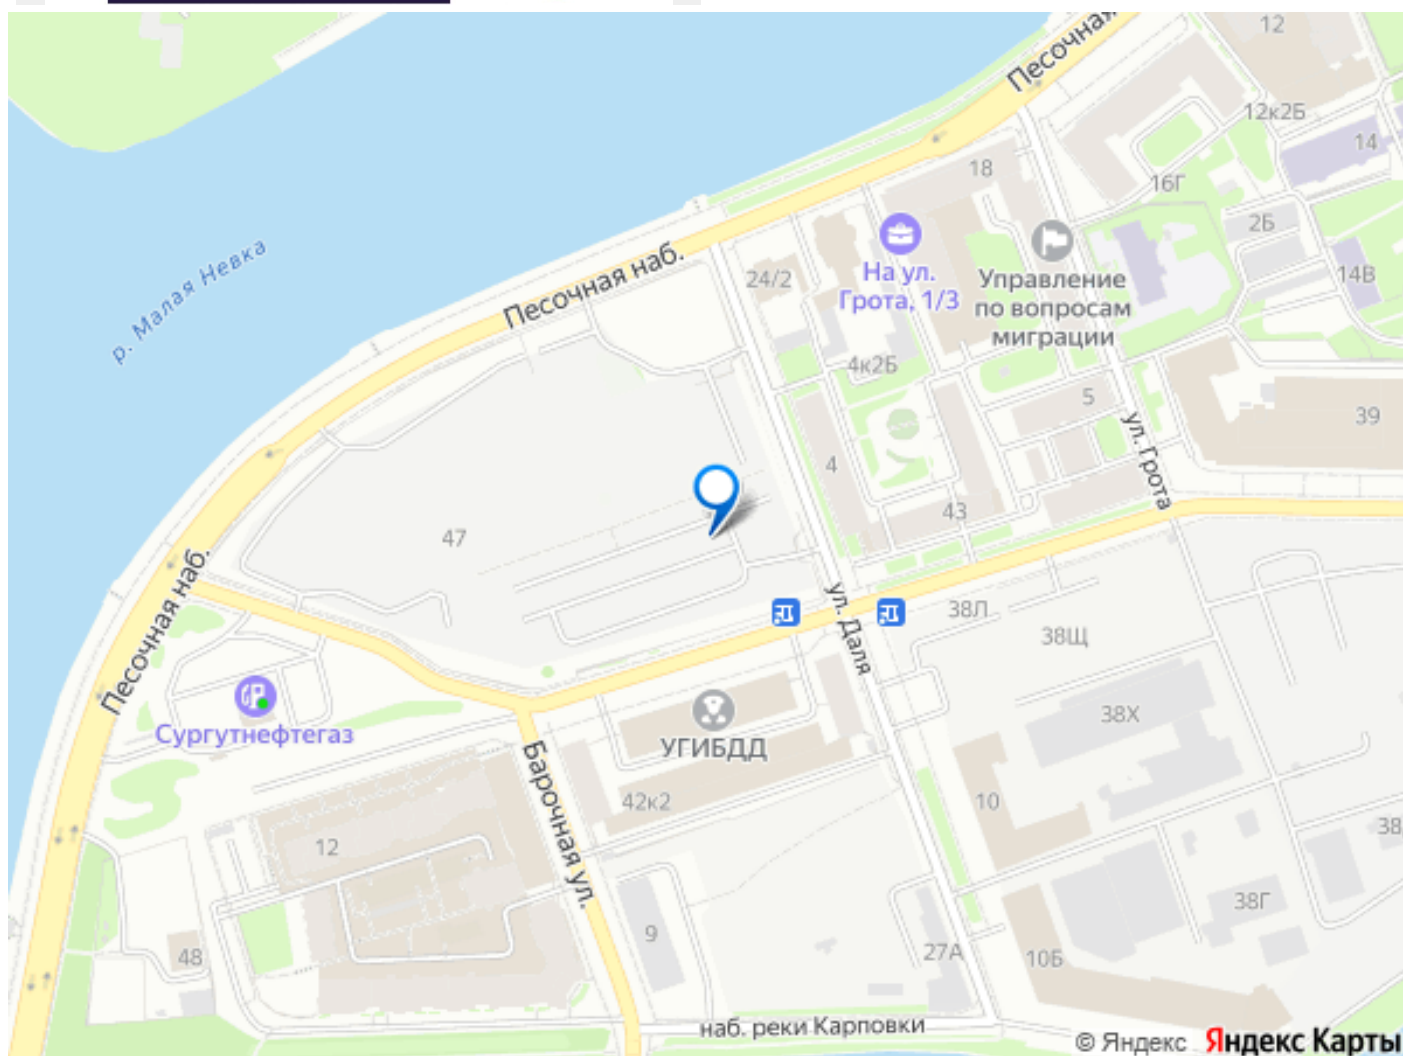 12
Песочная
12к2Б
14
18
16Г
2Б
14В
р. Малая Невка
Песочная наб.
24/2
На ул.
Грота, 1/3
Управление
по вопросам
миграции
4к2Б
5
39
ул. Грота
4
43
47
Песочная наб.
ул. Даля
38Л
38Щ
Сургутнефтегаз
УГИБДД
38Х
Барочная ул.
42к2
10
12
38
38Г
9
27А
48
10Б
наб. реки Карповки
© Яндекс Яндекс Карты